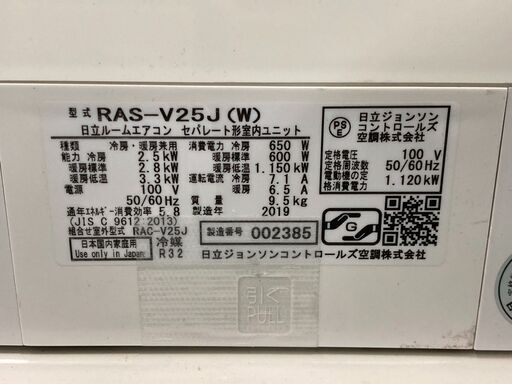 型式 RAS-V25J(W)
日立ルームエアコン セパレート形室内ユニット
種類 冷房・暖房兼用
能力 冷房 2.5kW
暖房標準 2.8kW
暖房低温 3.3kW
電源 100 V
50/60Hz
消費電力 冷房 650 W
暖房標準 600 W
暖房低温 1.150 kW
運転電流 冷房 7.1 A
暖房 6.5 A
質量 9.5kg
通年エネルギー消費効率 5.8
製造年 2019
(JIS C 9612:2013)
組合せ室外型式 RAC-V25J
日本国内家庭用
Use only in Japan
冷媒
R32
製造番号 002385
PS
E
日立ジョンソン
コントロールズ
空調株式会社
定格電圧 100 V
定格周波数 50/60Hz
電動機の定格消費電力 1.120kW
G
日立ジョンソンコントロールズ空調株式会社
引く
PULL